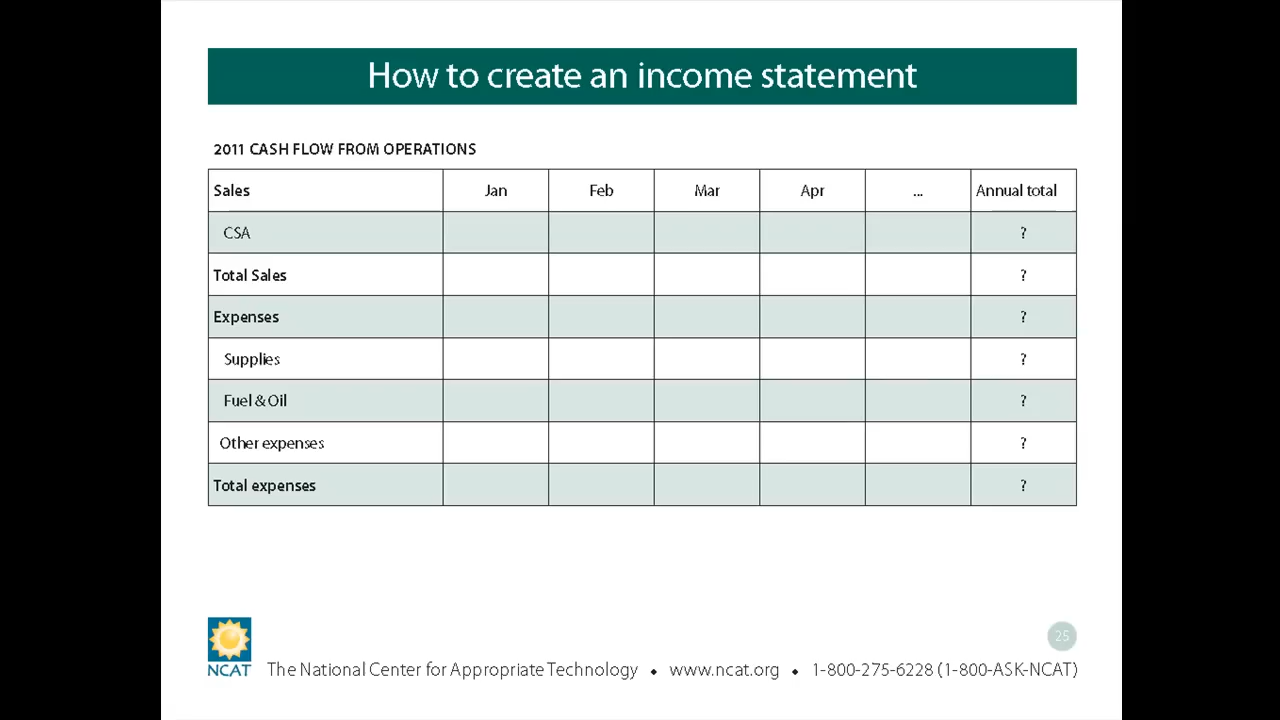 How to create an income statement
2011 CASH FLOW FROM OPERATIONS
Sales Jan Feb Mar Apr ... Annual total
CSA ?
Total Sales ?
Expenses ?
Supplies ?
Fuel & Oil ?
Other expenses ?
Total expenses ?
25
NCAT The National Center for Appropriate Technology • www.ncat.org • 1-800-275-6228 (1-800-ASK-NCAT)